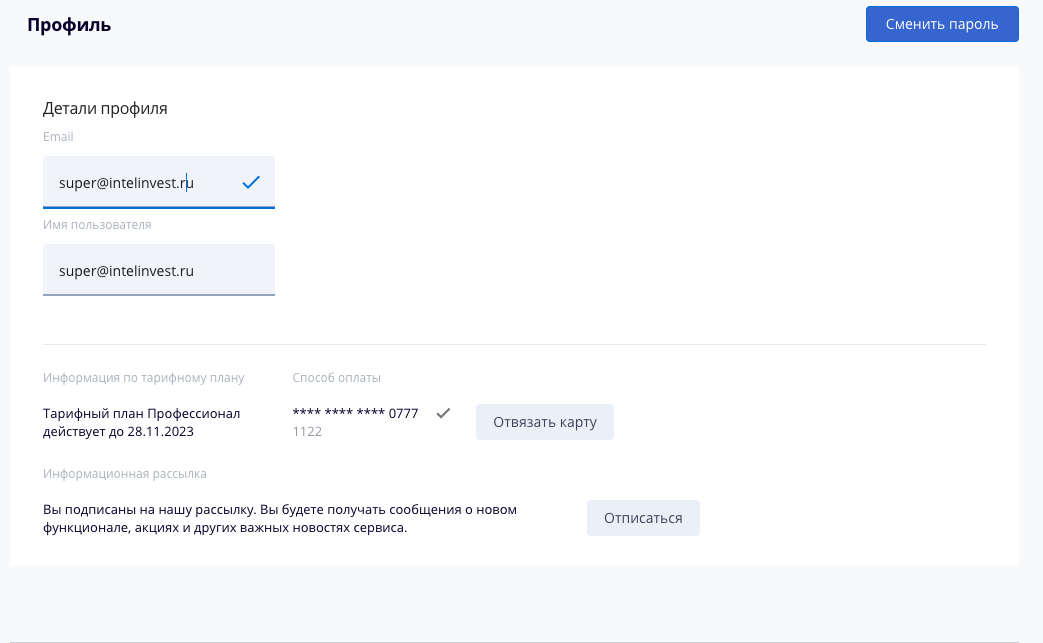 Профиль
Сменить пароль
Детали профиля
Email
super@intelinvest.ru
Имя пользователя
super@intelinvest.ru
Информация по тарифному плану
Способ оплаты
Тарифный план Профессионал
действует до 28.11.2023
**** **** **** 0777
1122
Отвязать карту
Информационная рассылка
Вы подписаны на нашу рассылку. Вы будете получать сообщения о новом
функционале, акциях и других важных новостях сервиса.
Отписаться